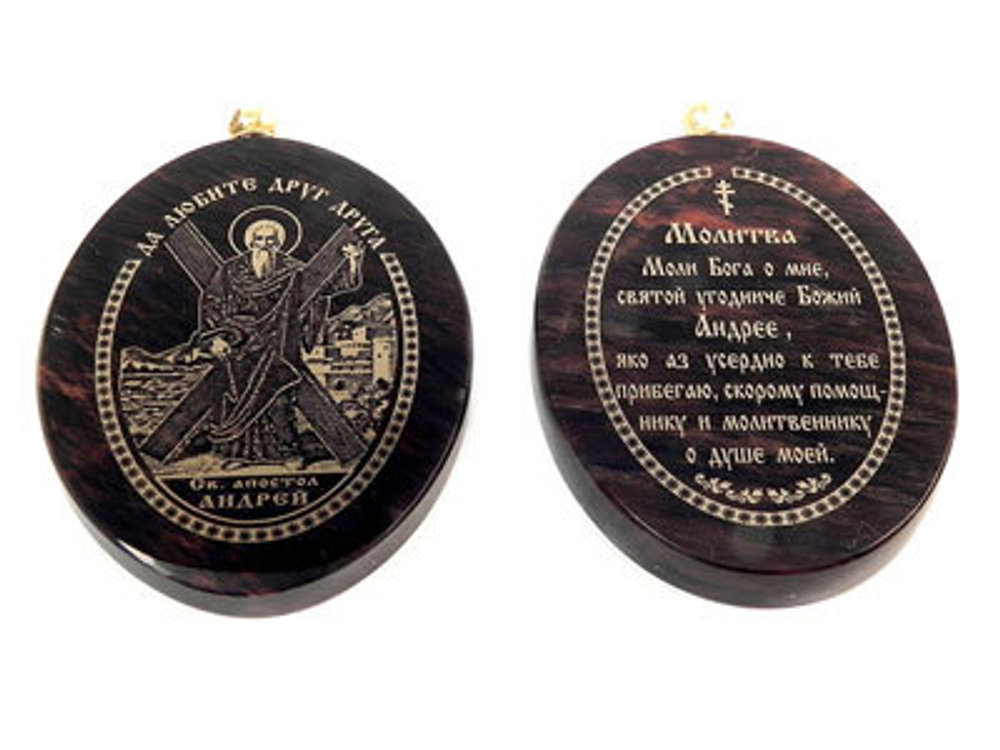 ДА ЛЮБИТЕ ДРУГ ДРУГА
Св. апостол
АНДРЕЙ
Молитва
Моли Бога о мне,
святой угодниче Божий
Андрее,
яко аз усердно к тебе
прибегаю, скорому помощ-
нику и молитвеннику
о душе моей.